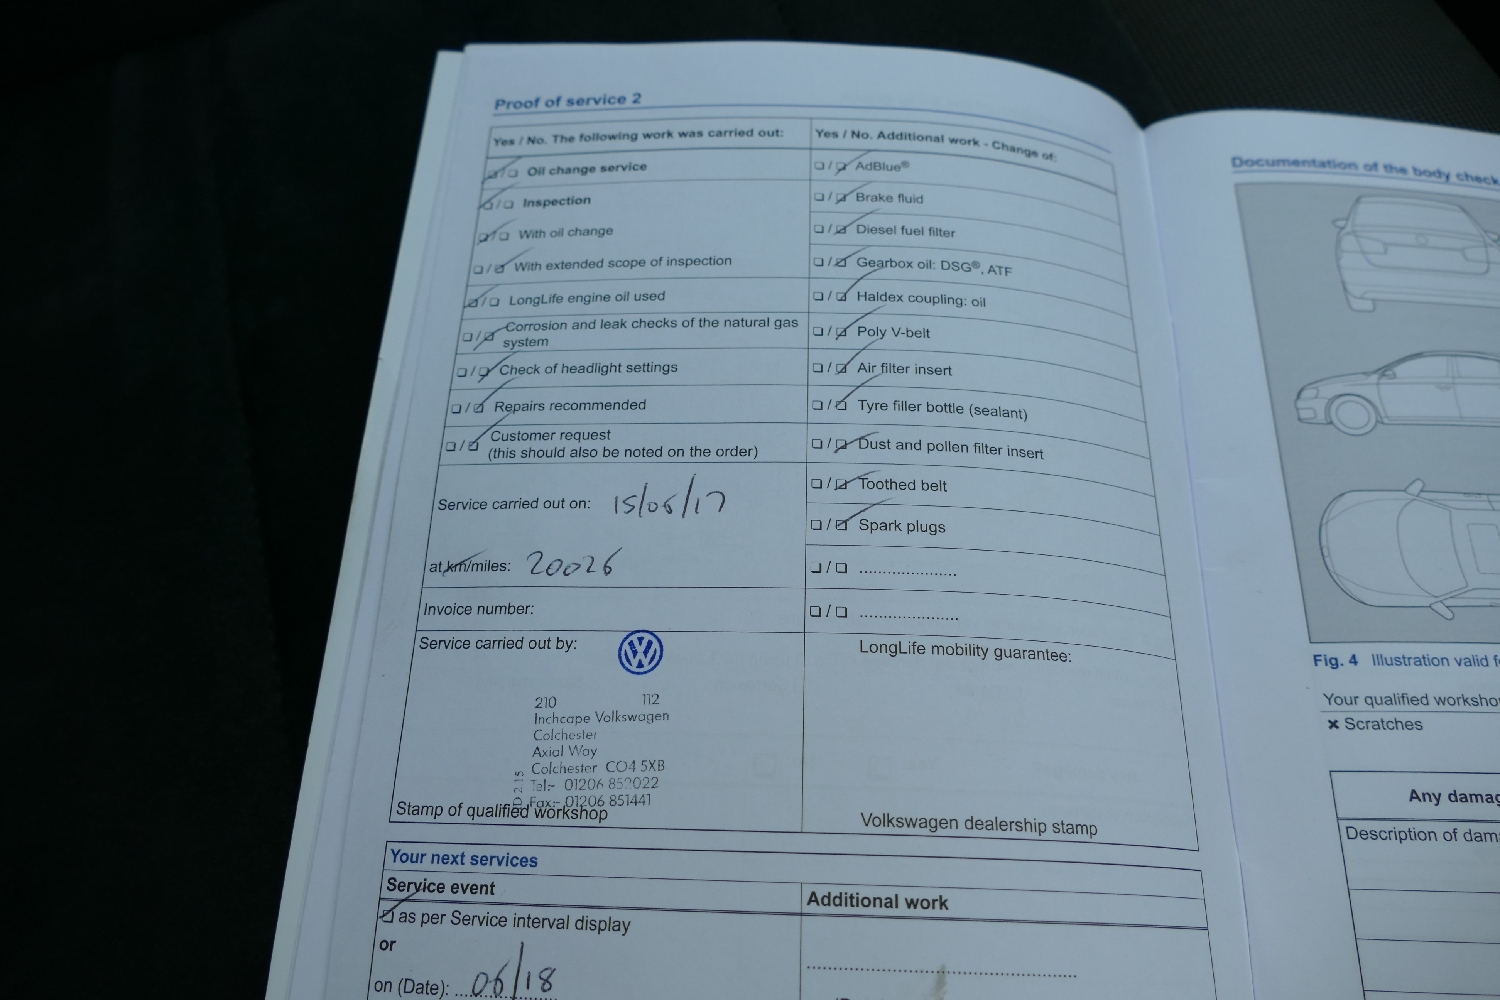 Proof of service 2
Yes / No. The following work was carried out:
Oil change service
Inspection
With oil change
With extended scope of inspection
LongLife engine oil used
Corrosion and leak checks of the natural gas
system
Check of headlight settings
Repairs recommended
Customer request
(this should also be noted on the order)
Service carried out on: 15/06/17
at km/miles: 20026
Invoice number:
Service carried out by:
210 112
Inchcape Volkswagen
Colchester
Axial Way
Colchester CO4 5XB
Tel:- 01206 852022
Fax:- 01206 851441
Stamp of qualified workshop
Yes / No. Additional work - Change of:
AdBlue®
Brake fluid
Diesel fuel filter
Gearbox oil: DSG®, ATF
Haldex coupling: oil
Poly V-belt
Air filter insert
Tyre filler bottle (sealant)
Dust and pollen filter insert
Toothed belt
Spark plugs
LongLife mobility guarantee:
Volkswagen dealership stamp
Your next services
Service event
as per Service interval display
or
on (Date): 06/18
Additional work
Documentation of the body check
Fig. 4 Illustration valid
Your qualified
× Scratches
Any
Description of